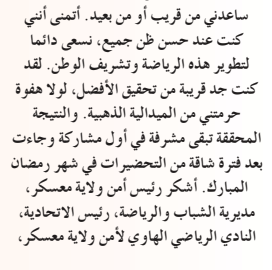 ساعدني من قريب أو من بعيد. أتمنى أنني
كنت عند حسن ظن جميع، نسعى دائما
لتطوير هذه الرياضة وتشريف الوطن. لقد
كنت جد قريبة من تحقيق الأفضل، لولا هفوة
حرمتني من الميدالية الذهبية. والنتيجة
المحققة تبقى مشرفة في أول مشاركة وجاءت
بعد فترة شاقة من التحضيرات في شهر رمضان
المبارك. أشكر رئيس أمن ولاية معسكر،
مديرية الشباب والرياضة، رئيس الاتحادية،
النادي الرياضي الهاوي لأمن ولاية معسكر،